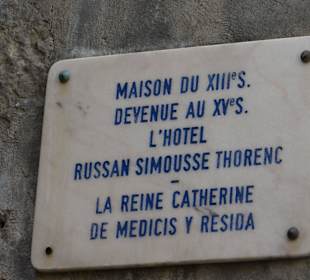 MAISON DU XIIIᵉS.
DEVENUE AU XVᵉS.
L'HOTEL
RUSSAN SIMOUSSE THORENC
–
LA REINE CATHERINE
DE MEDICIS Y RESIDA